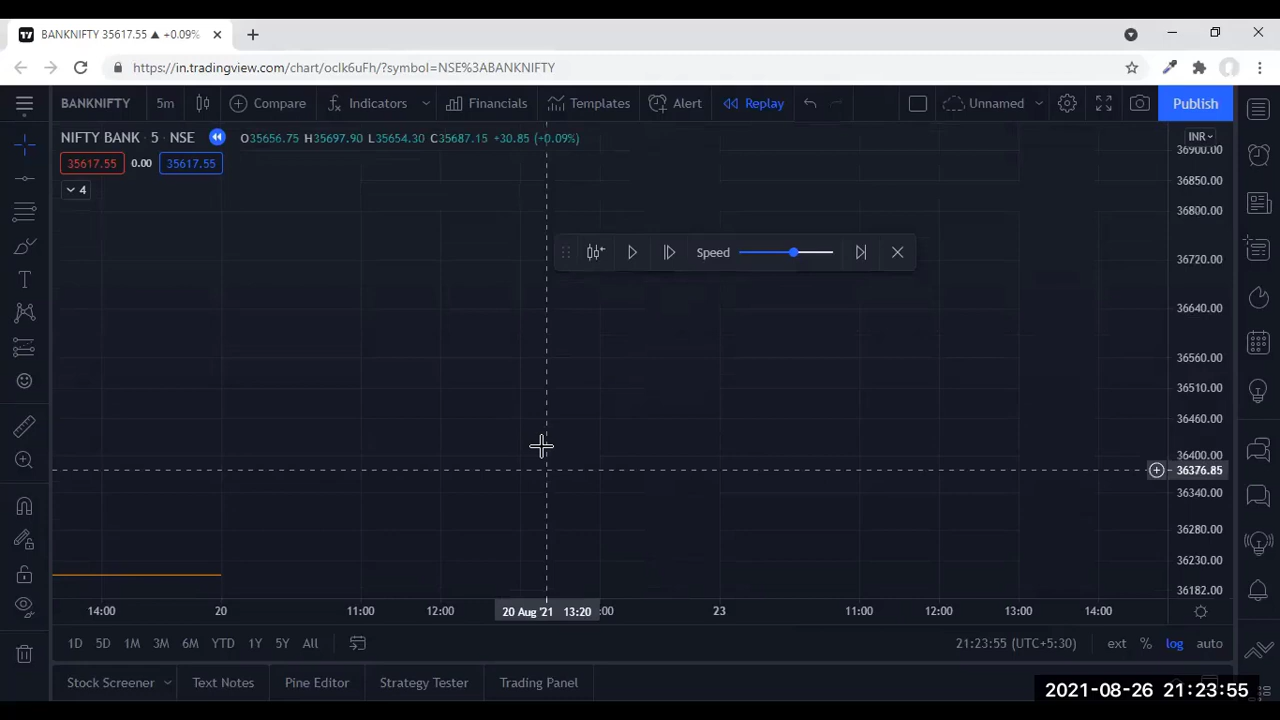 BANKNIFTY 35617.55 ▲ +0.09%
https://in.tradingview.com/chart/oclk6uFh/?symbol=NSE%3ABANKNIFTY
BANKNIFTY 5m Compare Indicators Financials Templates Alert Replay Unnamed Publish
NIFTY BANK · 5 · NSE O35656.75 H35697.90 L35654.30 C35687.15 +30.85 (+0.09%)
INR
35617.55 0.00 35617.55
4
Speed
36900.00
36850.00
36800.00
36720.00
36640.00
36560.00
36510.00
36460.00
36400.00
36376.85
36340.00
36280.00
36230.00
36182.00
14:00 20 11:00 12:00 20 Aug '21 13:20 :00 23 11:00 12:00 13:00 14:00
1D 5D 1M 3M 6M YTD 1Y 5Y All 21:23:55 (UTC+5:30) ext % log auto
Stock Screener Text Notes Pine Editor Strategy Tester Trading Panel
2021-08-26 21:23:55